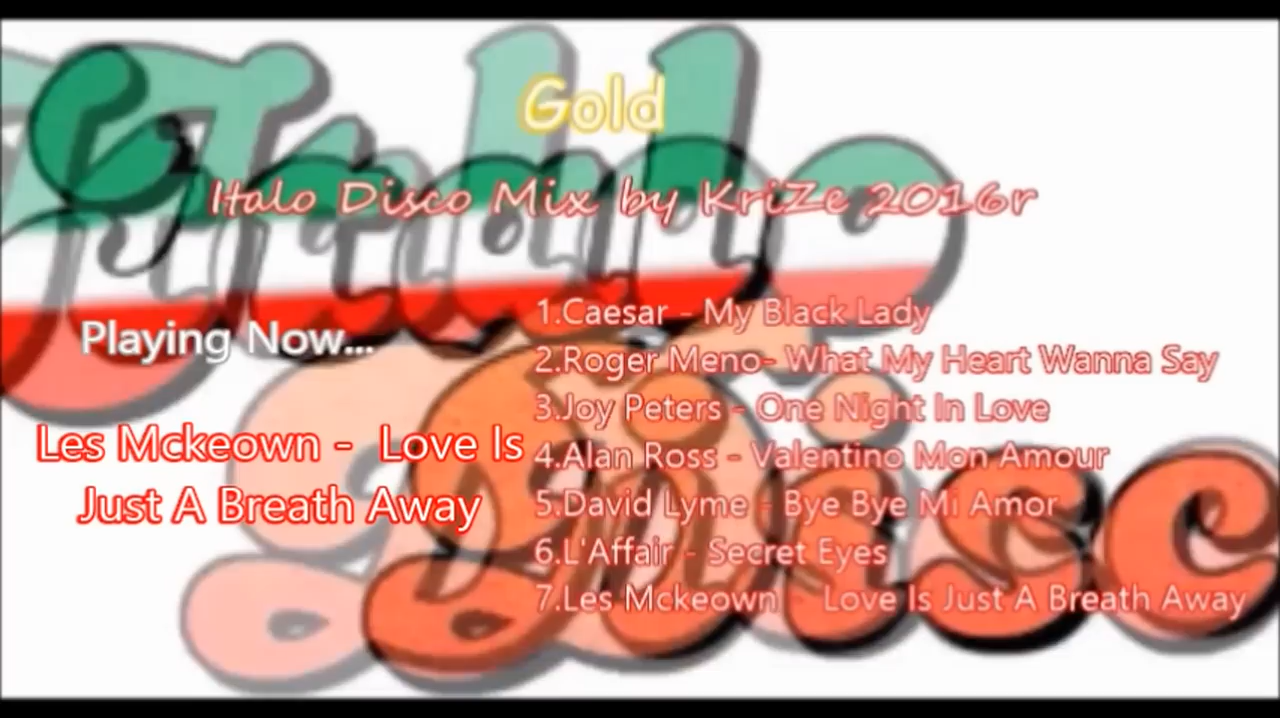 Italo
Disco
Gold
Italo Disco Mix by KriZe 2016r
Playing Now...
Les Mckeown -  Love Is
Just A Breath Away
1.Caesar - My Black Lady
2.Roger Meno- What My Heart Wanna Say
3.Joy Peters - One Night In Love
4.Alan Ross - Valentino Mon Amour
5.David Lyme - Bye Bye Mi Amor
6.L'Affair - Secret Eyes
7.Les Mckeown -  Love Is Just A Breath Away